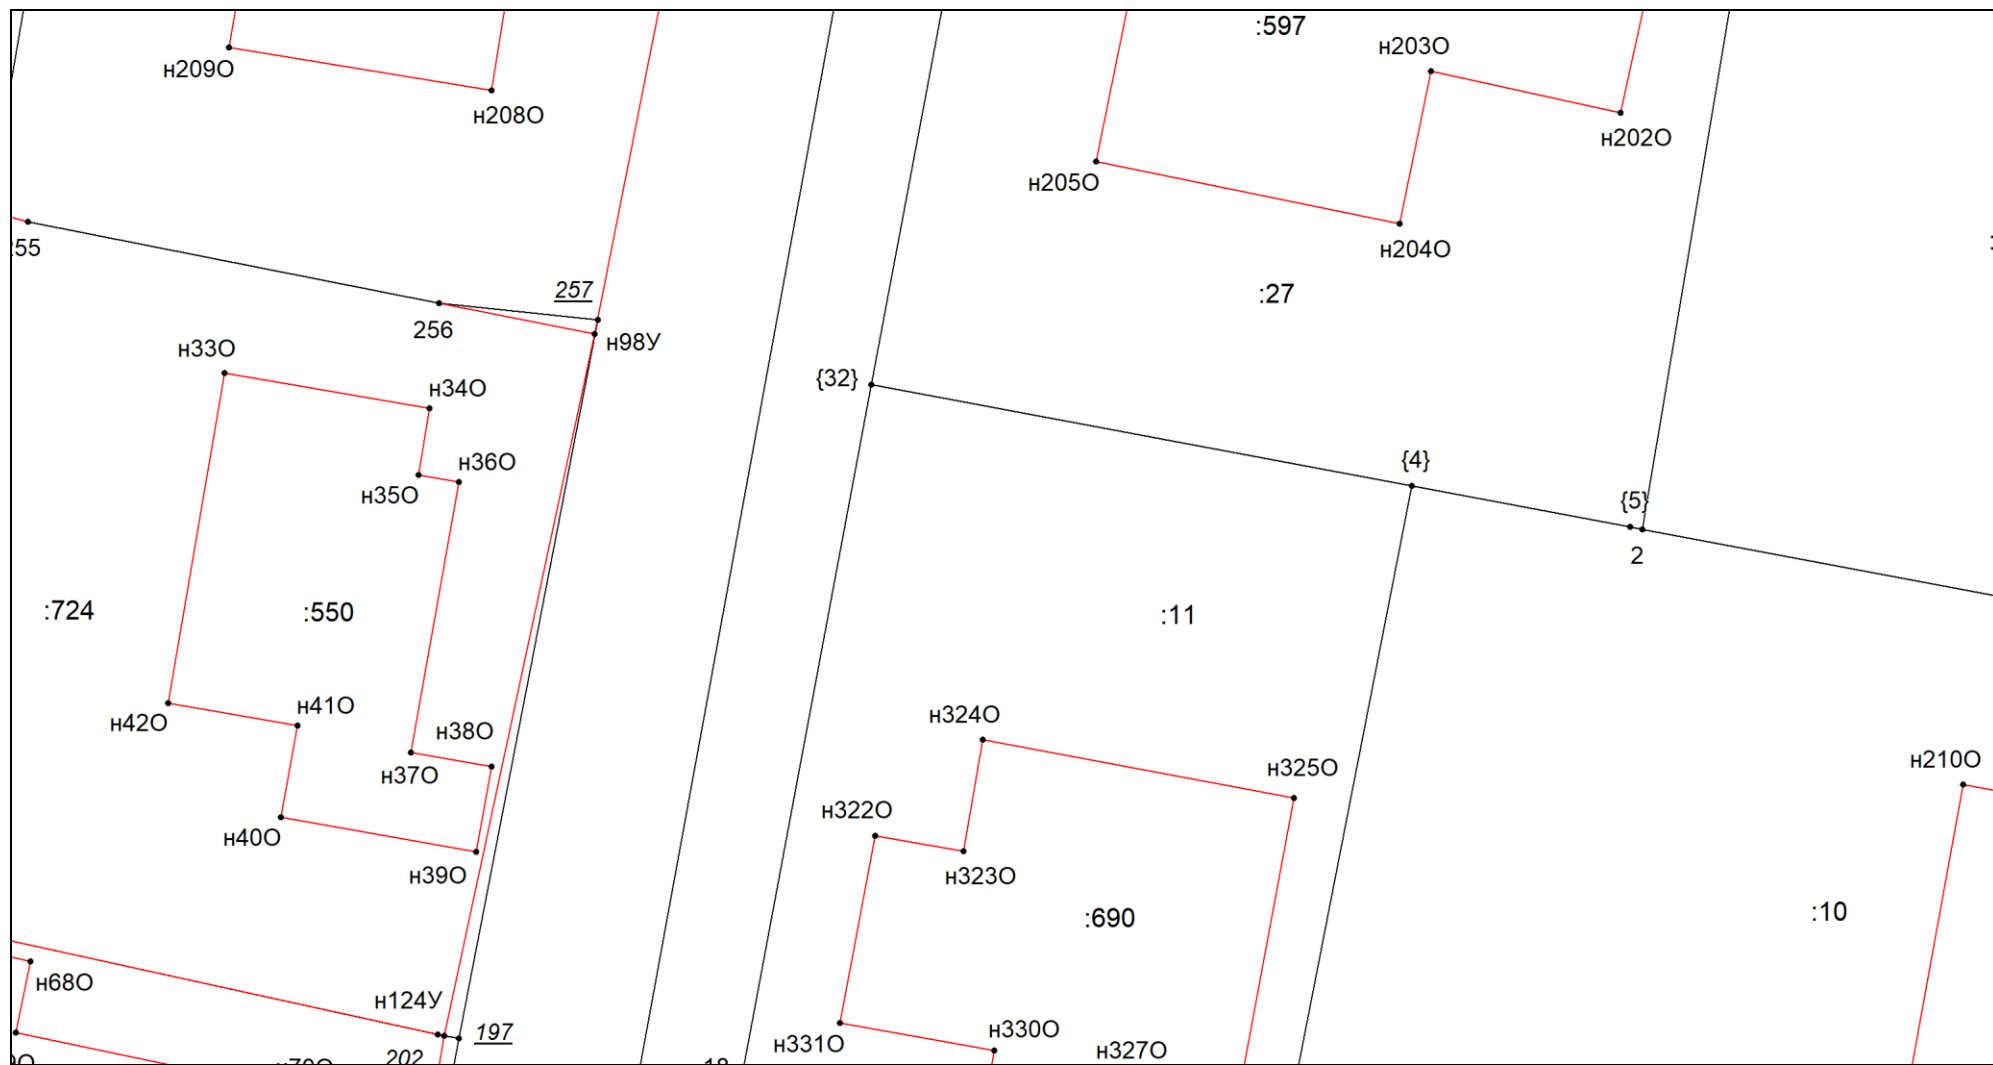 :597
н203О
н209О
н208О
н202О
н205О
н204О
255
:27
257
256
н98У
н33О
{32}
н34О
{4}
н36О
н35О
{5}
2
:724
:550
:11
н41О
н42О
н38О
н324О
н37О
н325О
н210О
н322О
н40О
н39О
н323О
:690
:10
н68О
н124У
197
н331О
н330О
н327О
202